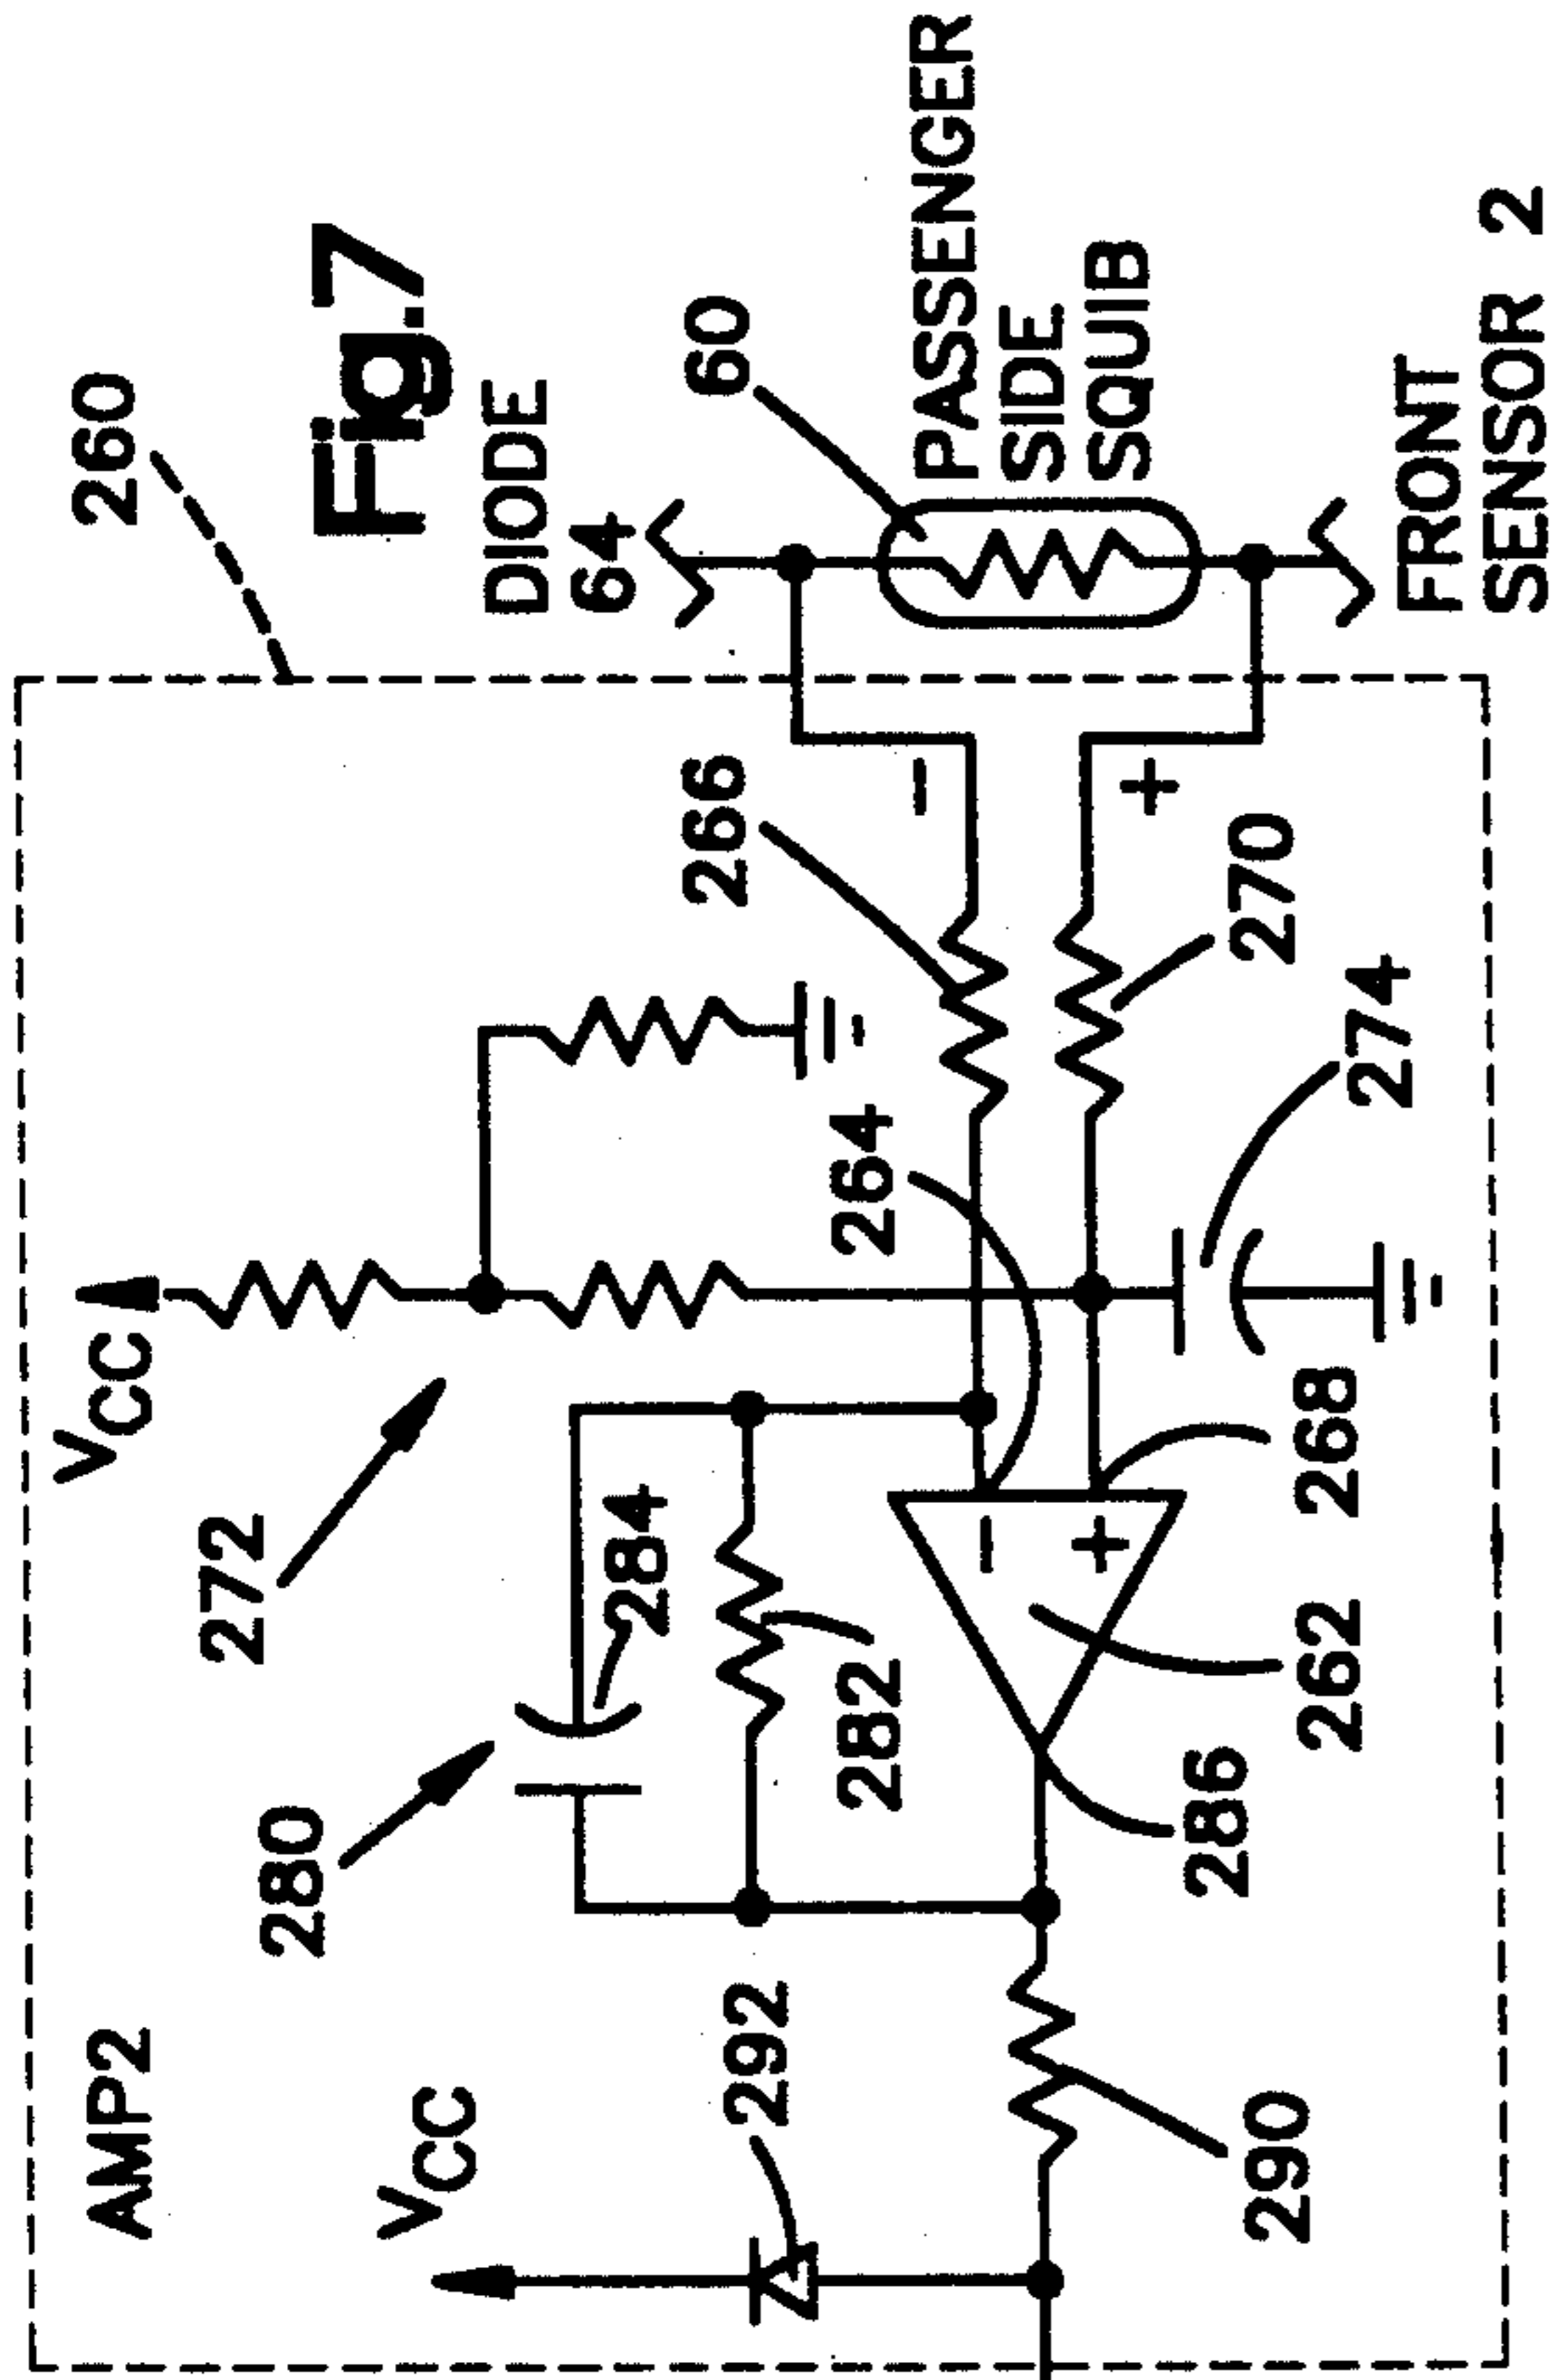 Fig.7
260
AMP2
VCC
VCC
272
280
284
282
292
290
286
262
268
264
266
270
274
DIODE
64
60
PASSENGER
SIDE
SQUIB
FRONT
SENSOR 2
-
+
-
+